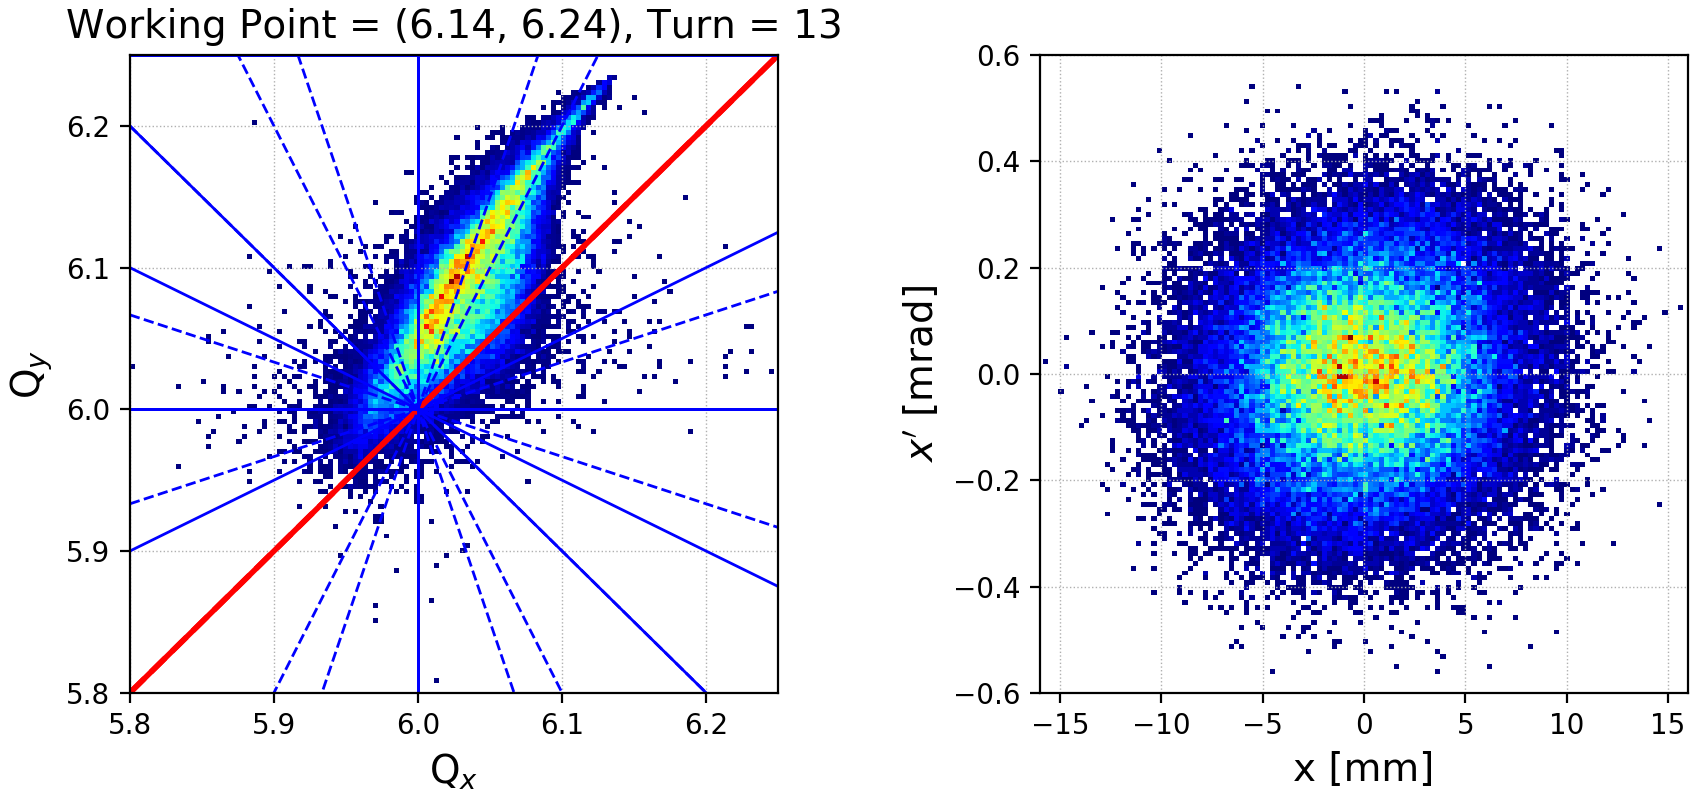 Working Point = (6.14, 6.24), Turn = 13
6.2
6.1
6.0
5.9
5.8
Qy
5.8 5.9 6.0 6.1 6.2
Qx
0.6
0.4
0.2
0.0
−0.2
−0.4
−0.6
x′ [mrad]
−15 −10 −5 0 5 10 15
x [mm]